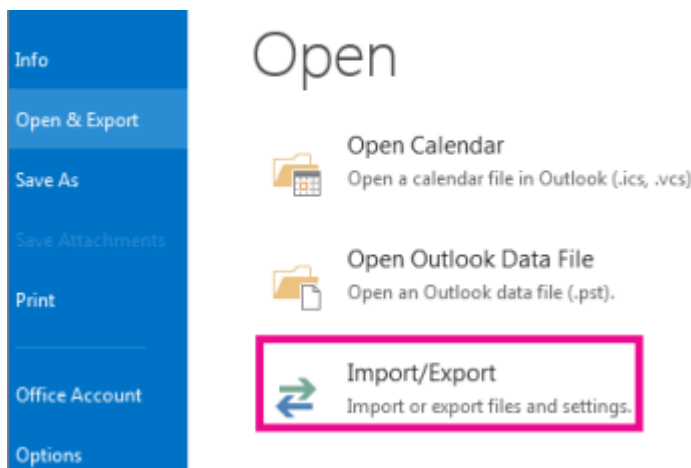 Info
Open & Export
Save As
Save Attachments
Print
Office Account
Options
Open
Open Calendar
Open a calendar file in Outlook (.ics, .vcs)
Open Outlook Data File
Open an Outlook data file (.pst).
Import/Export
Import or export files and settings.